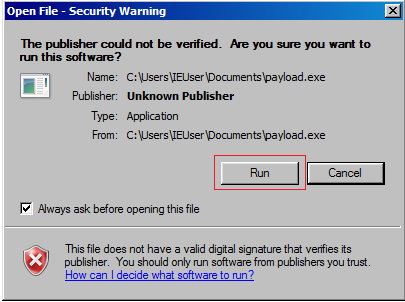 Open File - Security Warning
The publisher could not be verified.  Are you sure you want to
run this software?
Name: C:\Users\IEUser\Documents\payload.exe
Publisher: Unknown Publisher
Type: Application
From: C:\Users\IEUser\Documents\payload.exe
Run Cancel
Always ask before opening this file
This file does not have a valid digital signature that verifies its
publisher.  You should only run software from publishers you trust.
How can I decide what software to run?